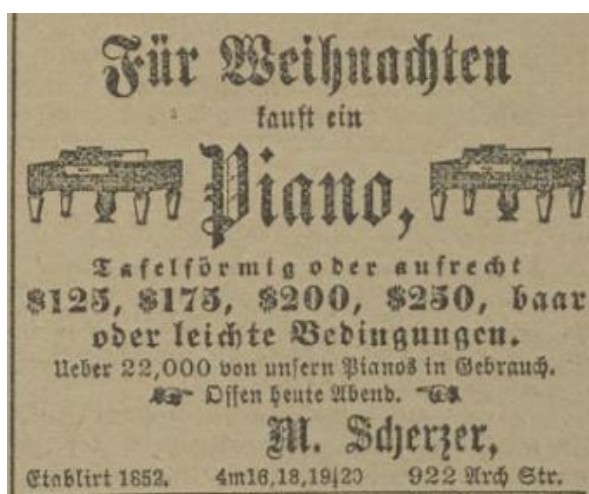 Für Weihnachten
kauft ein
Piano,
Tafelförmig oder aufrecht
$125, $175, $200, $250, baar
oder leichte Bedingungen.
Ueber 22,000 von unsern Pianos in Gebrauch.
Offen heute Abend.
M. Scherzer,
Etablirt 1852. 4m16,18,19,20 922 Arch Str.